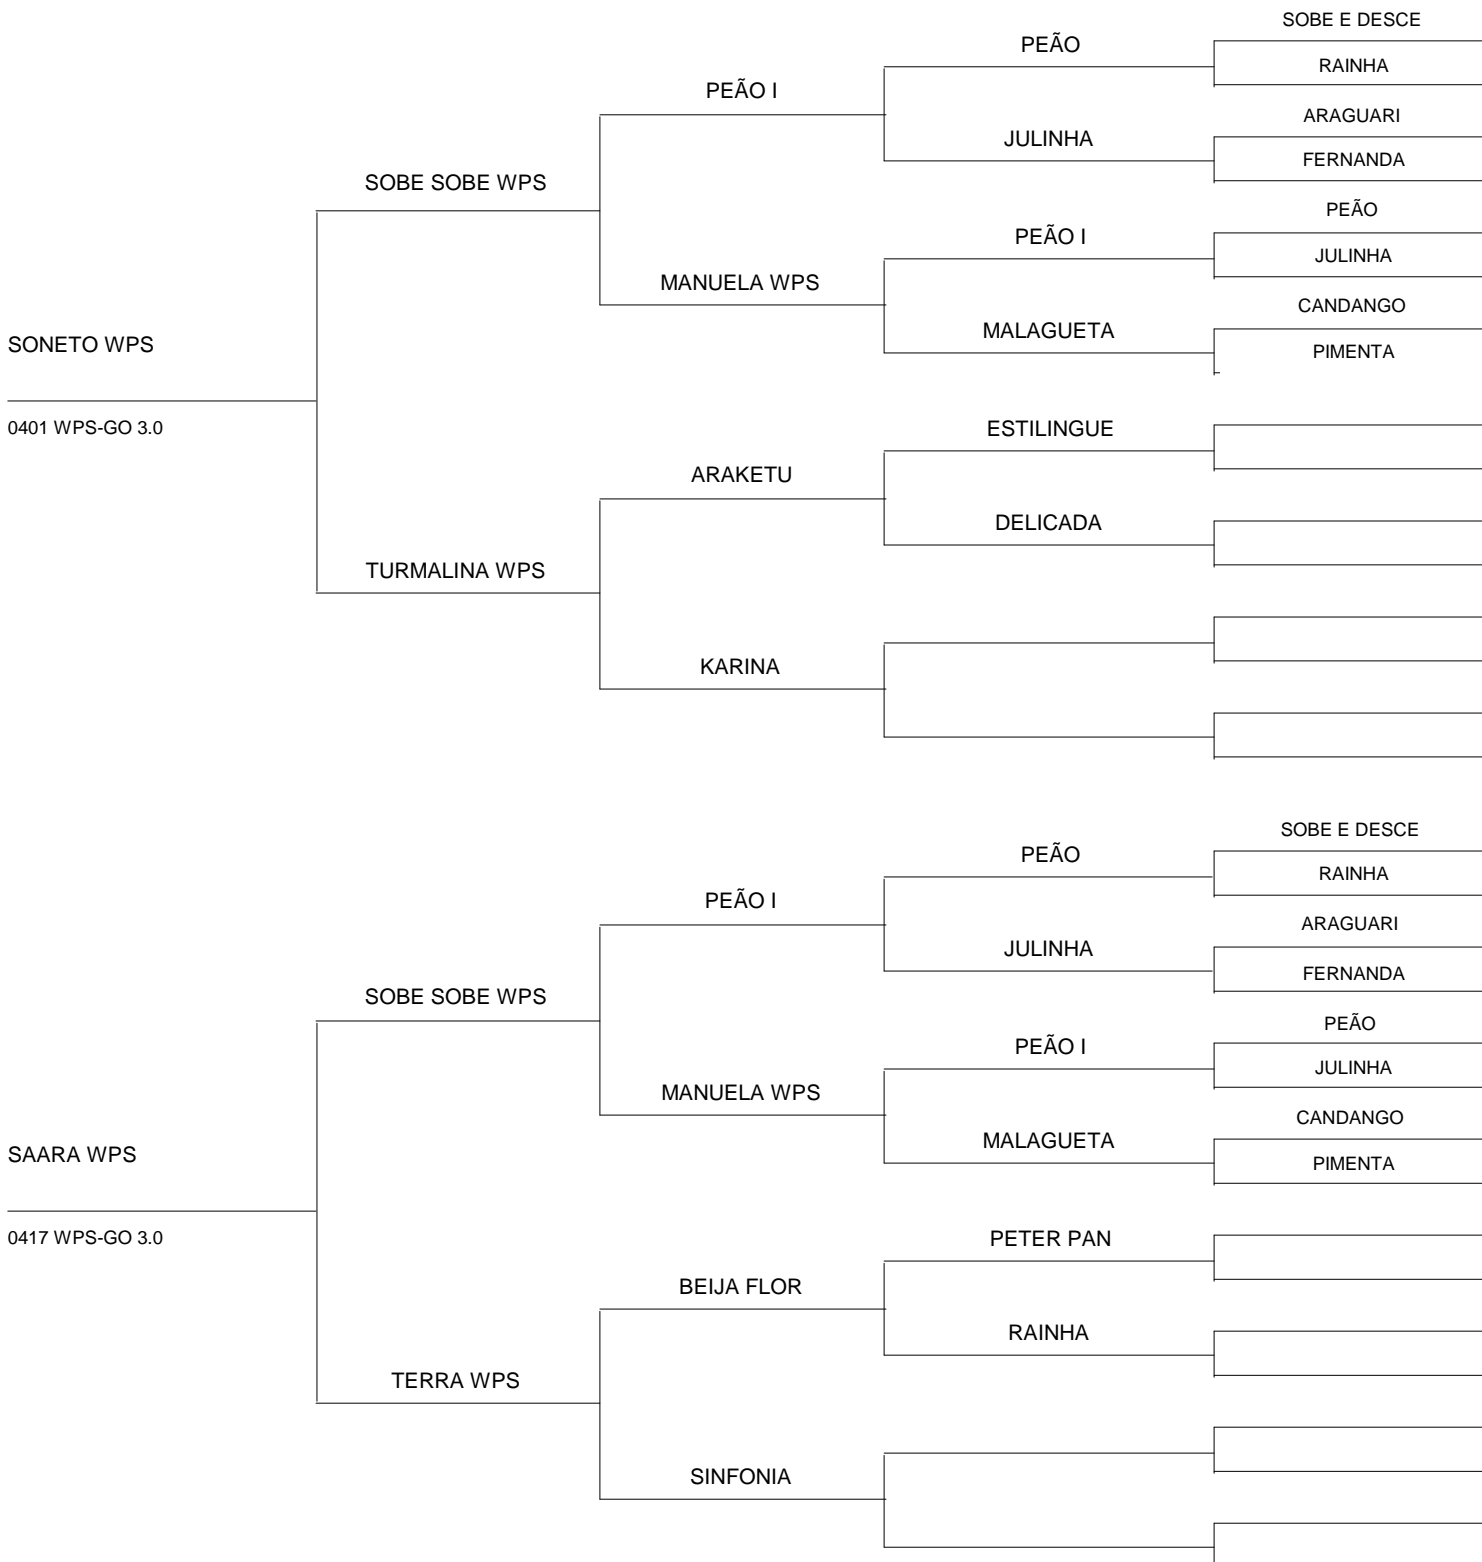 SOBE E DESCE
PEÃO
RAINHA
PEÃO I
ARAGUARI
JULINHA
FERNANDA
SOBE SOBE WPS
PEÃO
PEÃO I
JULINHA
MANUELA WPS
CANDANGO
MALAGUETA
SONETO WPS
PIMENTA
0401 WPS-GO 3.0
ESTILINGUE
ARAKETU
DELICADA
TURMALINA WPS
KARINA
SOBE E DESCE
PEÃO
RAINHA
PEÃO I
ARAGUARI
JULINHA
FERNANDA
SOBE SOBE WPS
PEÃO
PEÃO I
JULINHA
MANUELA WPS
CANDANGO
MALAGUETA
SAARA WPS
PIMENTA
0417 WPS-GO 3.0
PETER PAN
BEIJA FLOR
RAINHA
TERRA WPS
SINFONIA